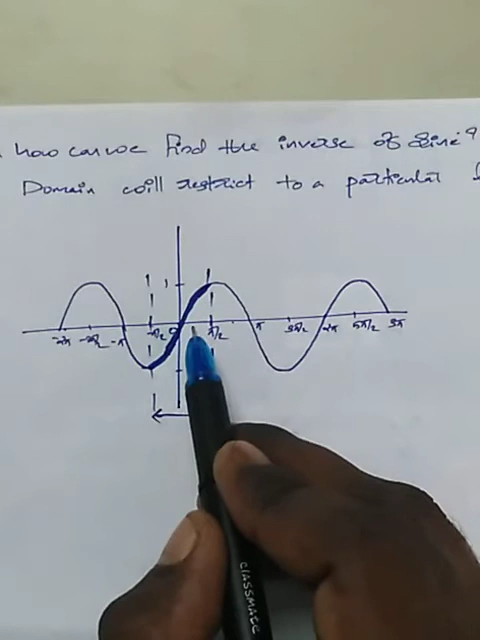 how can we find the inverse of sine?
Domain will restrict to a particular
1
-2π -3π/2 -π -π/2 0 π/2 π 3π/2 2π 5π/2 3π
CLASSMATE